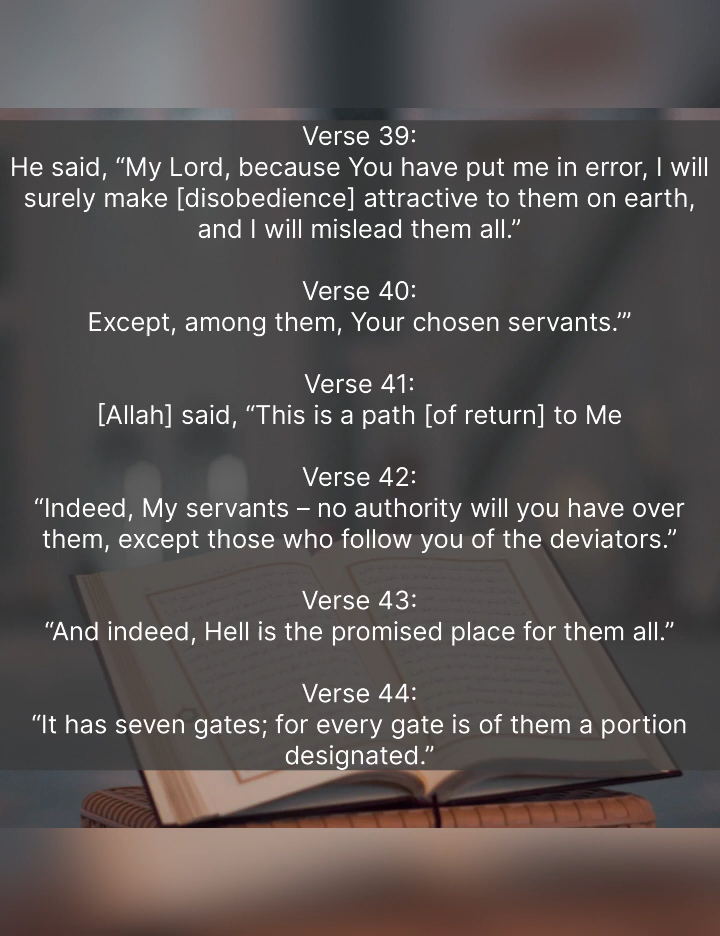 Verse 39:
He said, “My Lord, because You have put me in error, I will
surely make [disobedience] attractive to them on earth,
and I will mislead them all.”
Verse 40:
Except, among them, Your chosen servants.’”
Verse 41:
[Allah] said, “This is a path [of return] to Me
Verse 42:
“Indeed, My servants – no authority will you have over
them, except those who follow you of the deviators.”
Verse 43:
“And indeed, Hell is the promised place for them all.”
Verse 44:
“It has seven gates; for every gate is of them a portion
designated.”